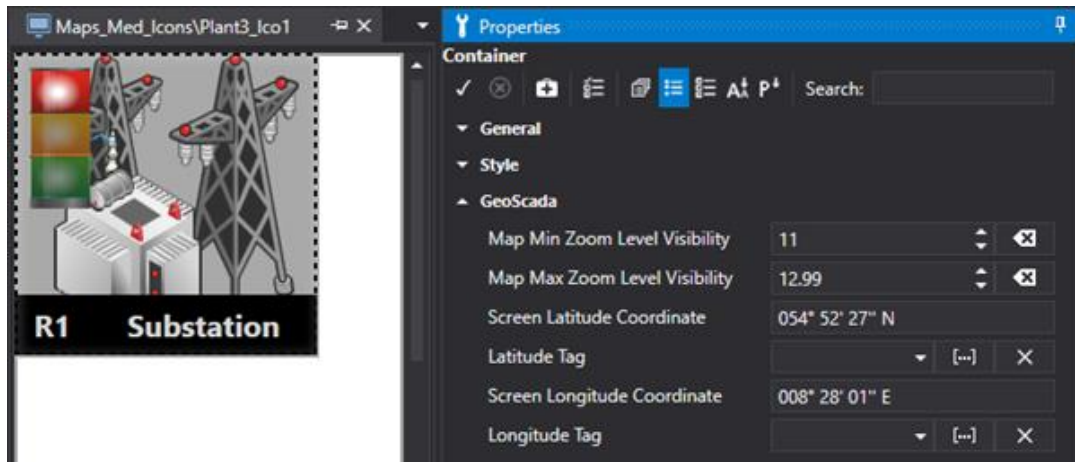 Maps_Med_Icons\Plant3_Ico1
R1 Substation
Properties
Container
Search:
General
Style
GeoScada
Map Min Zoom Level Visibility 11
Map Max Zoom Level Visibility 12.99
Screen Latitude Coordinate 054° 52' 27'' N
Latitude Tag [...]
Screen Longitude Coordinate 008° 28' 01'' E
Longitude Tag [...]